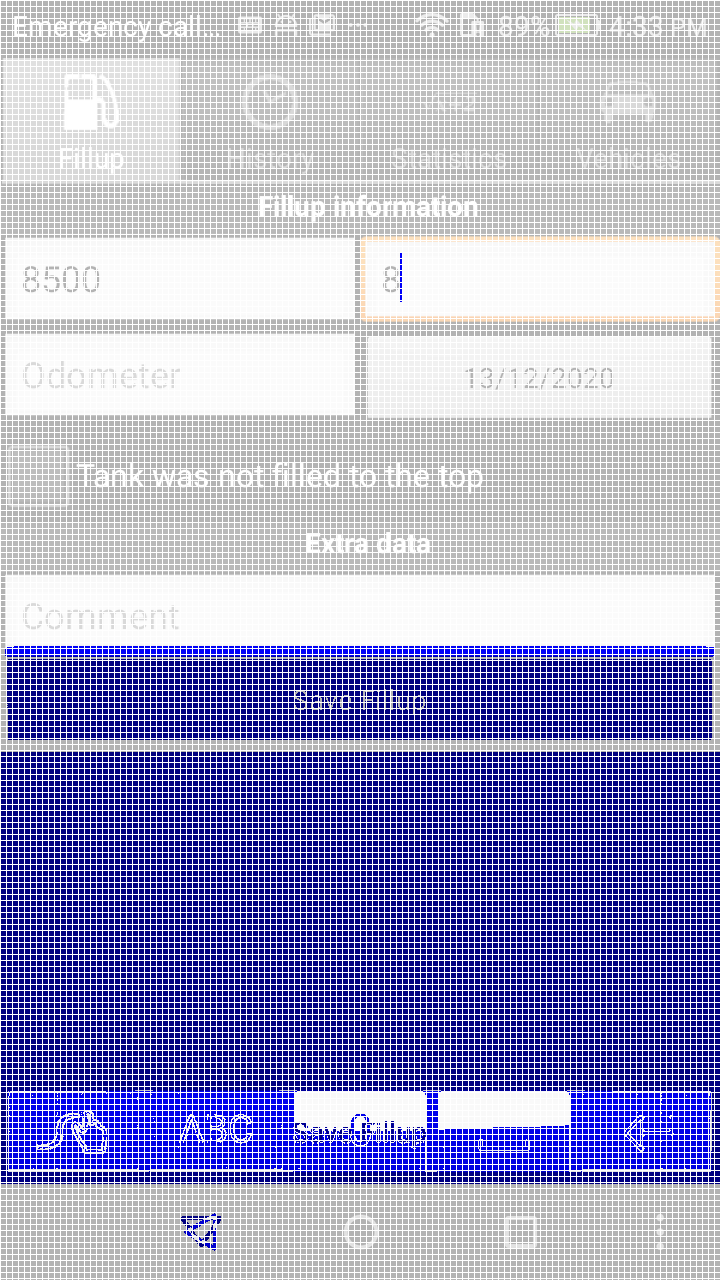 Emergency call... 89% 4:33 PM
Fillup History Statistics Vehicles
Fillup information
8500 8
Odometer 13/12/2020
Tank was not filled to the top
Extra data
Comment
Save Fillup
ABC Save Fillup